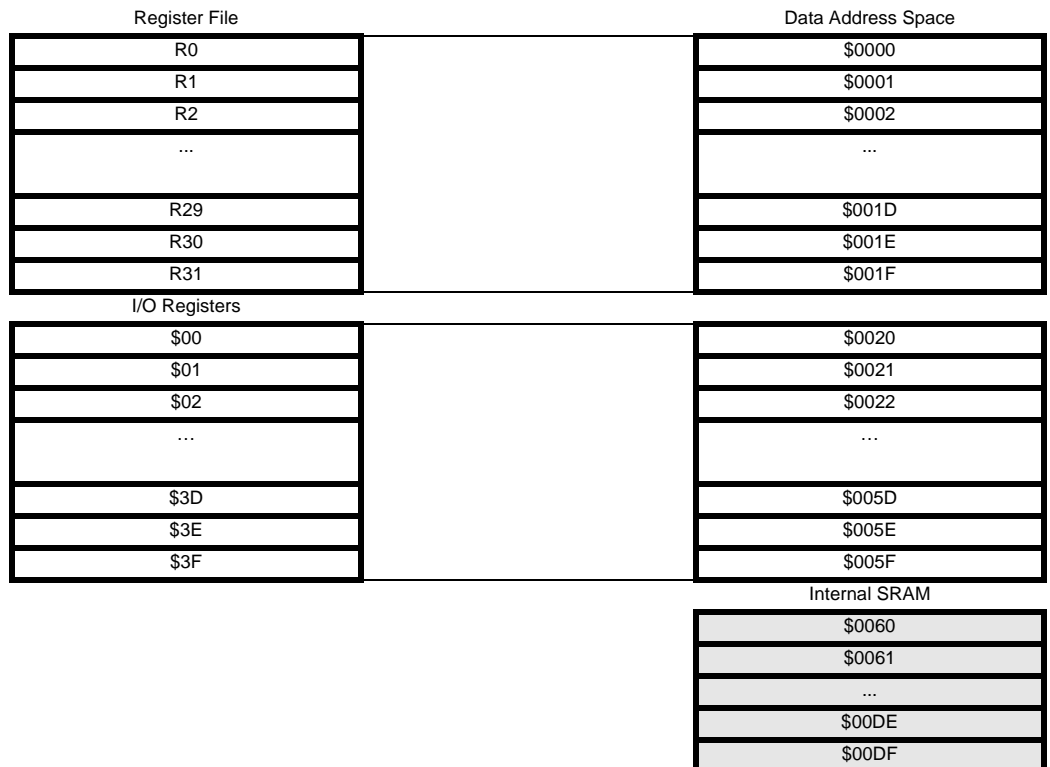 Register File Data Address Space
R0 $0000
R1 $0001
R2 $0002
... ...
R29 $001D
R30 $001E
R31 $001F
I/O Registers
$00 $0020
$01 $0021
$02 $0022
… …
$3D $005D
$3E $005E
$3F $005F
Internal SRAM
$0060
$0061
...
$00DE
$00DF